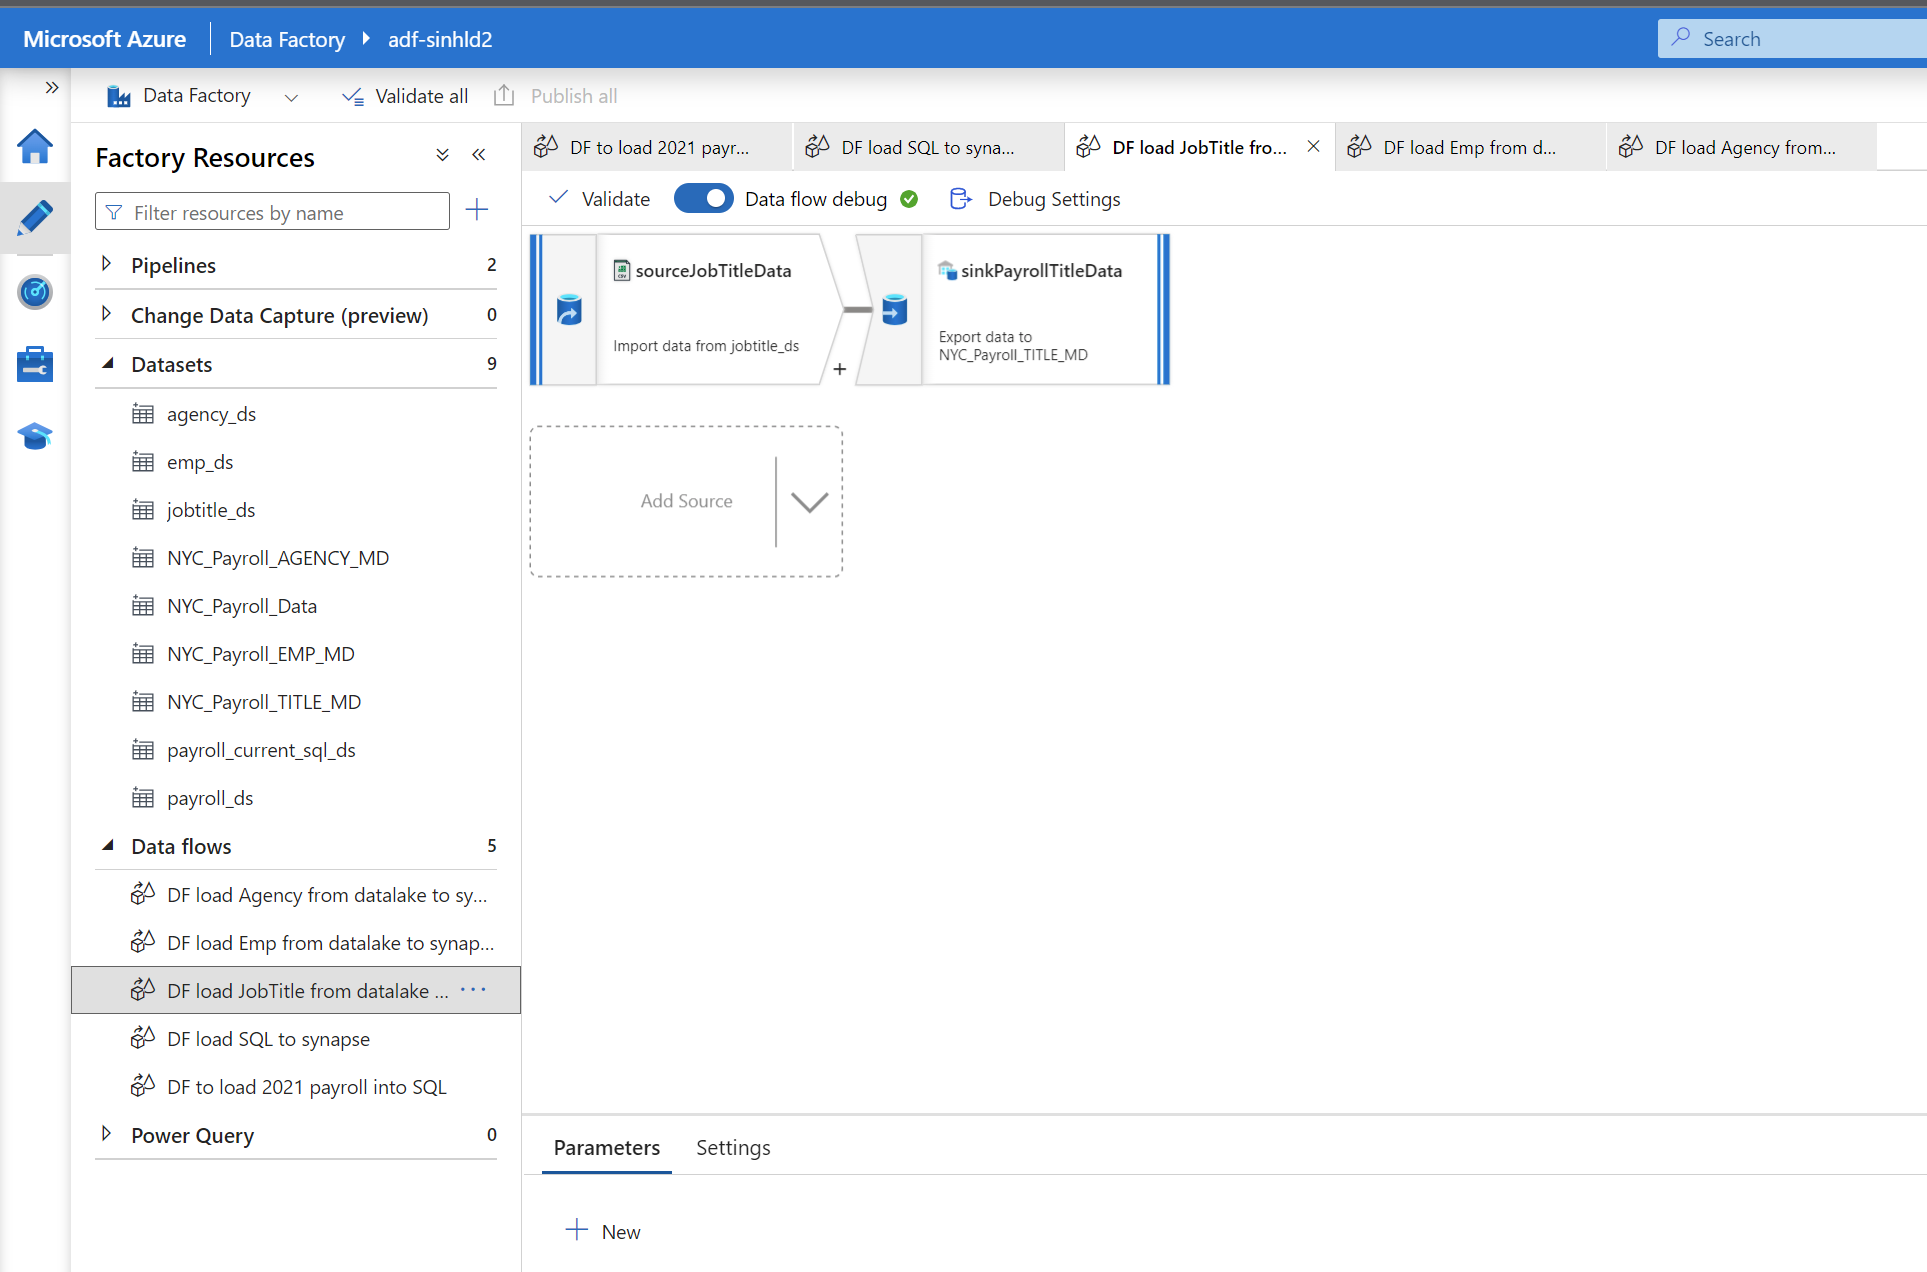 Microsoft Azure Data Factory adf-sinhld2 Search
Data Factory Validate all Publish all
Factory Resources
Filter resources by name
Pipelines 2
Change Data Capture (preview) 0
Datasets 9
agency_ds
emp_ds
jobtitle_ds
NYC_Payroll_AGENCY_MD
NYC_Payroll_Data
NYC_Payroll_EMP_MD
NYC_Payroll_TITLE_MD
payroll_current_sql_ds
payroll_ds
Data flows 5
DF load Agency from datalake to sy...
DF load Emp from datalake to synap...
DF load JobTitle from datalake ...
DF load SQL to synapse
DF to load 2021 payroll into SQL
Power Query 0
DF to load 2021 payr... DF load SQL to syna... DF load JobTitle fro... DF load Emp from d... DF load Agency from...
Validate Data flow debug Debug Settings
sourceJobTitleData
Import data from jobtitle_ds
+
sinkPayrollTitleData
Export data to
NYC_Payroll_TITLE_MD
Add Source
Parameters Settings
New